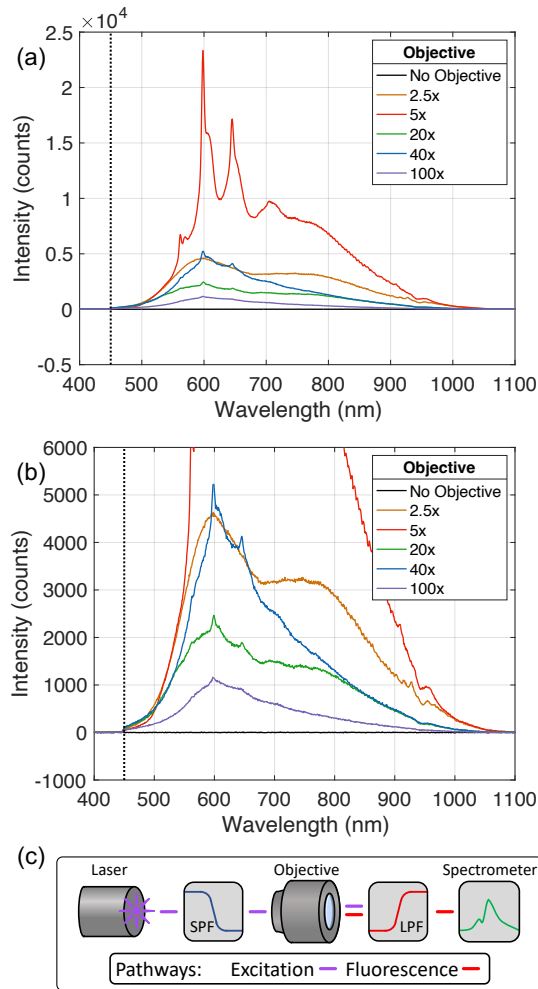 (a)
×10⁴
2.5
2
1.5
1
0.5
0
-0.5
Intensity (counts)
400 500 600 700 800 900 1000 1100
Wavelength (nm)
Objective
No Objective
2.5x
5x
20x
40x
100x
(b)
6000
5000
4000
3000
2000
1000
0
-1000
Intensity (counts)
400 500 600 700 800 900 1000 1100
Wavelength (nm)
Objective
No Objective
2.5x
5x
20x
40x
100x
(c)
Laser Objective Spectrometer
SPF LPF
Pathways: Excitation Fluorescence